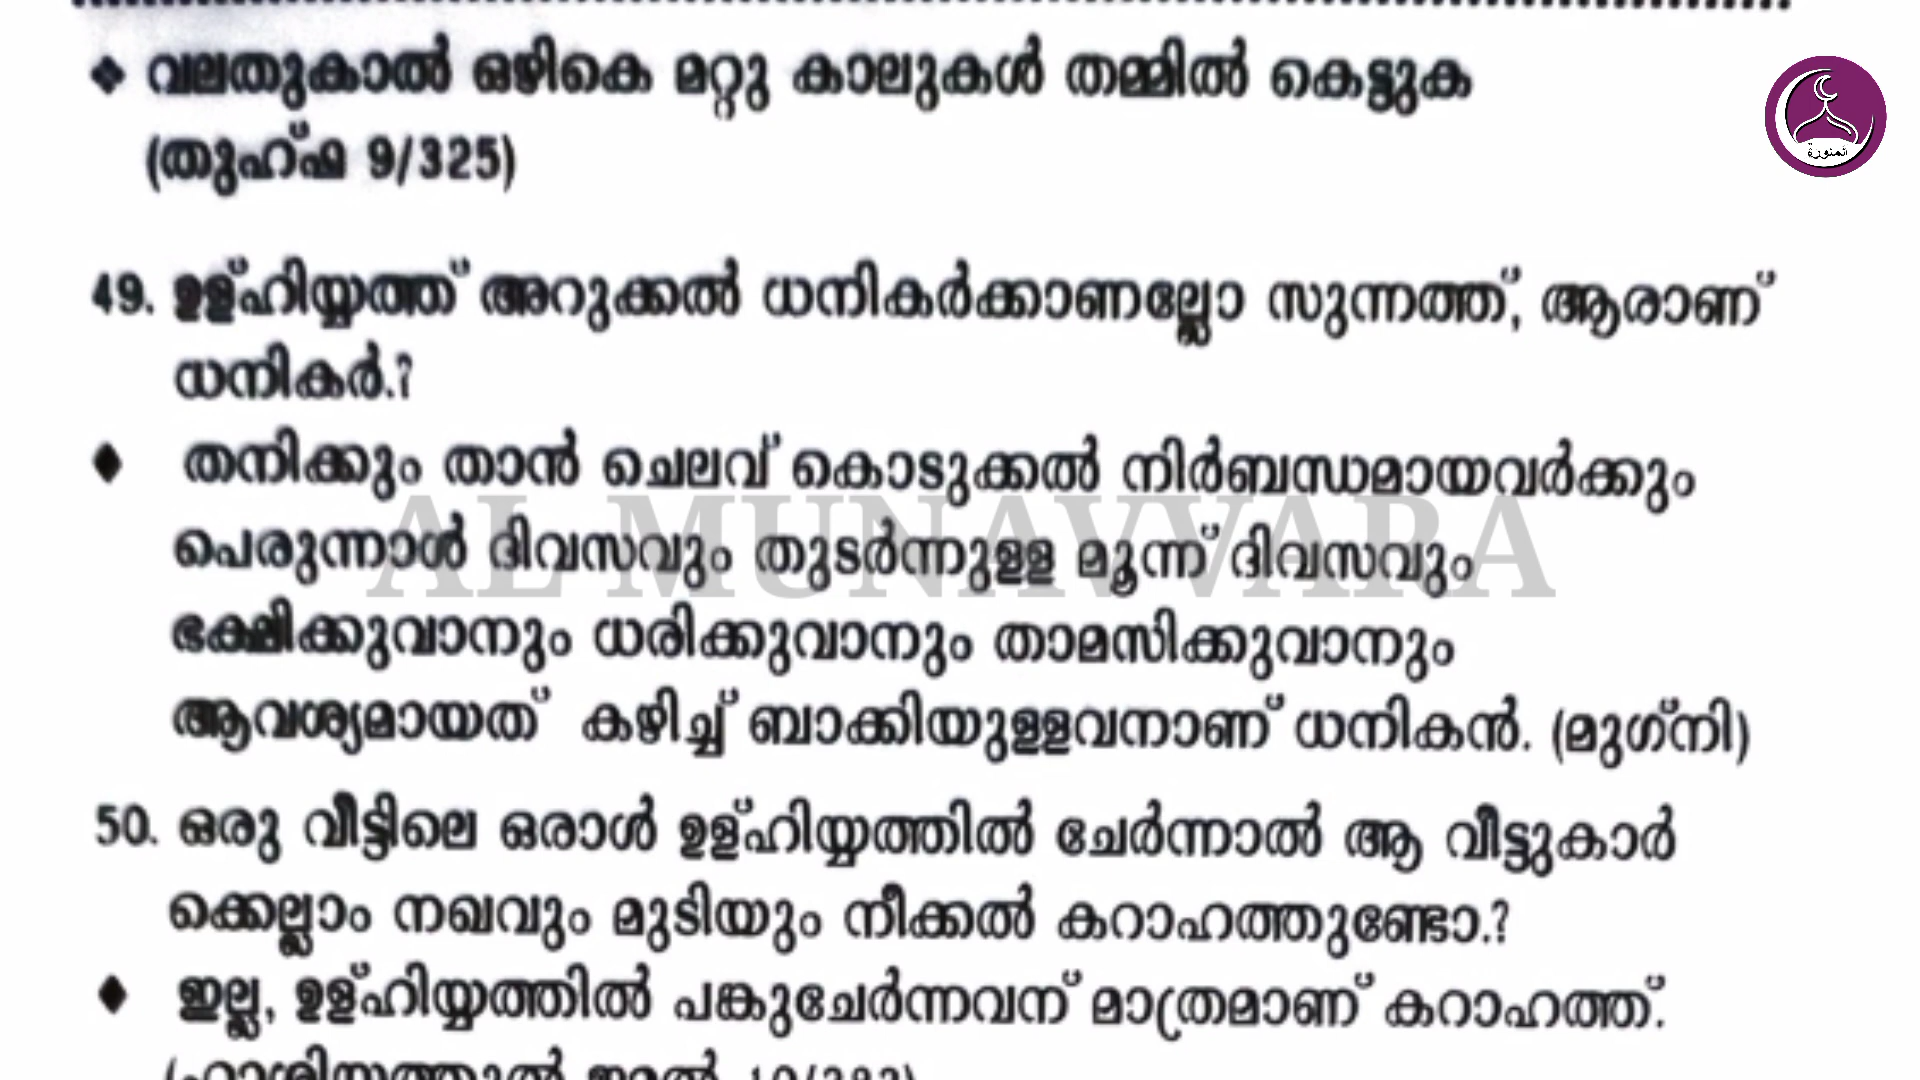 ❖ വലതുകാൽ ഒഴികെ മറ്റു കാലുകൾ തമ്മിൽ കെട്ടുക
(തുഹ്ഫ 9/325)
المنورة
49. ഉള്ഹിയ്യത്ത് അറുക്കൽ ധനികർക്കാണല്ലോ സുന്നത്ത്, ആരാണ്
ധനികർ.?
♦ തനിക്കും താൻ ചെലവ് കൊടുക്കൽ നിർബന്ധമായവർക്കും
AL MUNAVVARA
പെരുന്നാൾ ദിവസവും തുടർന്നുള്ള മൂന്ന് ദിവസവും
ഭക്ഷിക്കുവാനും ധരിക്കുവാനും താമസിക്കുവാനും
ആവശ്യമായത് കഴിച്ച് ബാക്കിയുള്ളവനാണ് ധനികൻ. (മുഗ്നി)
50. ഒരു വീട്ടിലെ ഒരാൾ ഉള്ഹിയ്യത്തിൽ ചേർന്നാൽ ആ വീട്ടുകാർ
ക്കെല്ലാം നഖവും മുടിയും നീക്കൽ കറാഹത്തുണ്ടോ.?
♦ ഇല്ല, ഉള്ഹിയ്യത്തിൽ പങ്കുചേർന്നവന് മാത്രമാണ് കറാഹത്ത്.